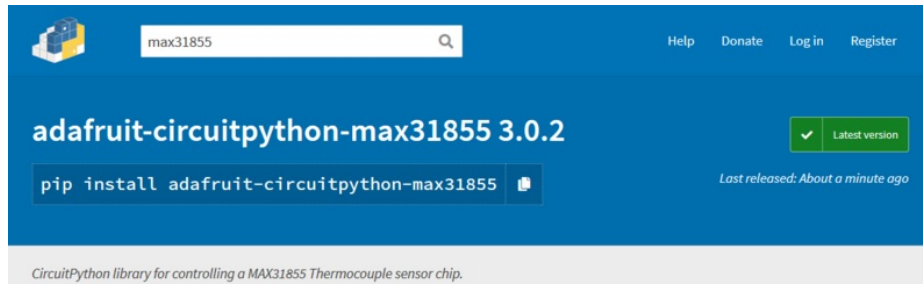 max31855
Help Donate Log in Register
adafruit-circuitpython-max31855 3.0.2
Latest version
pip install adafruit-circuitpython-max31855
Last released: About a minute ago
CircuitPython library for controlling a MAX31855 Thermocouple sensor chip.